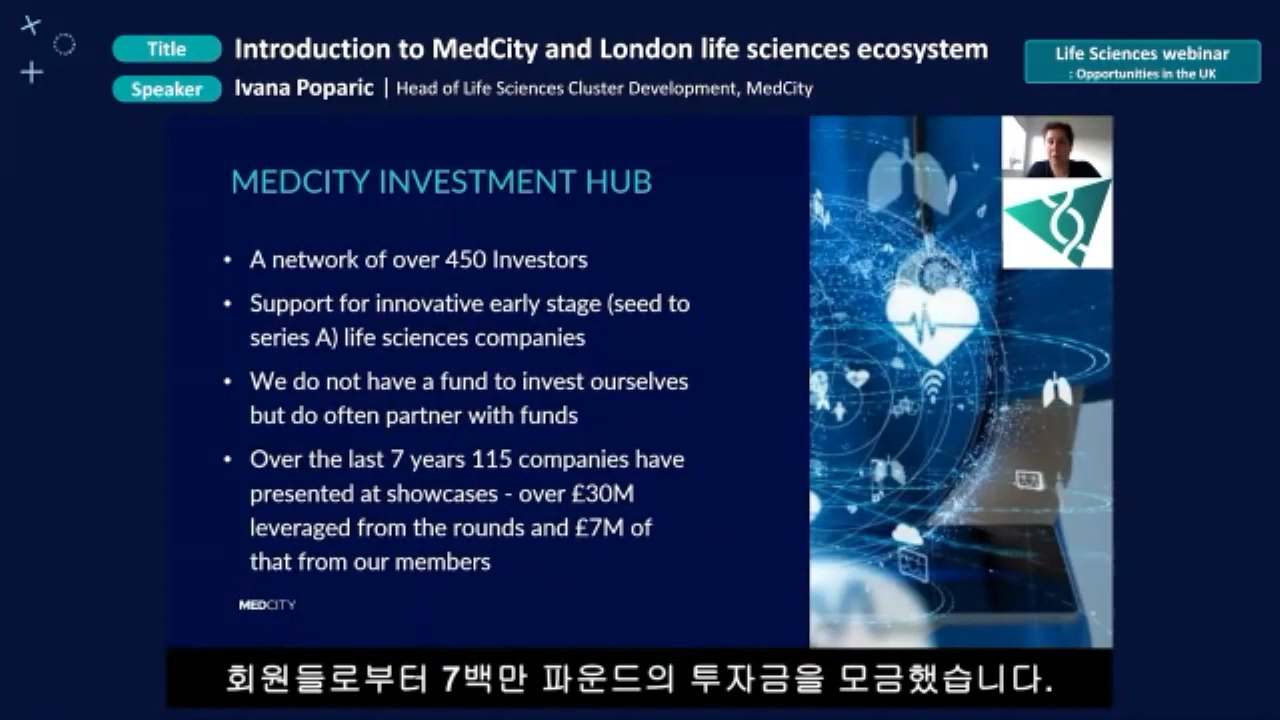 Title
Introduction to MedCity and London life sciences ecosystem
Speaker
Ivana Poparic | Head of Life Sciences Cluster Development, MedCity
Life Sciences webinar
: Opportunities in the UK
MEDCITY INVESTMENT HUB
• A network of over 450 Investors
• Support for innovative early stage (seed to
series A) life sciences companies
• We do not have a fund to invest ourselves
but do often partner with funds
• Over the last 7 years 115 companies have
presented at showcases - over £30M
leveraged from the rounds and £7M of
that from our members
MEDCITY
회원들로부터 7백만 파운드의 투자금을 모금했습니다.